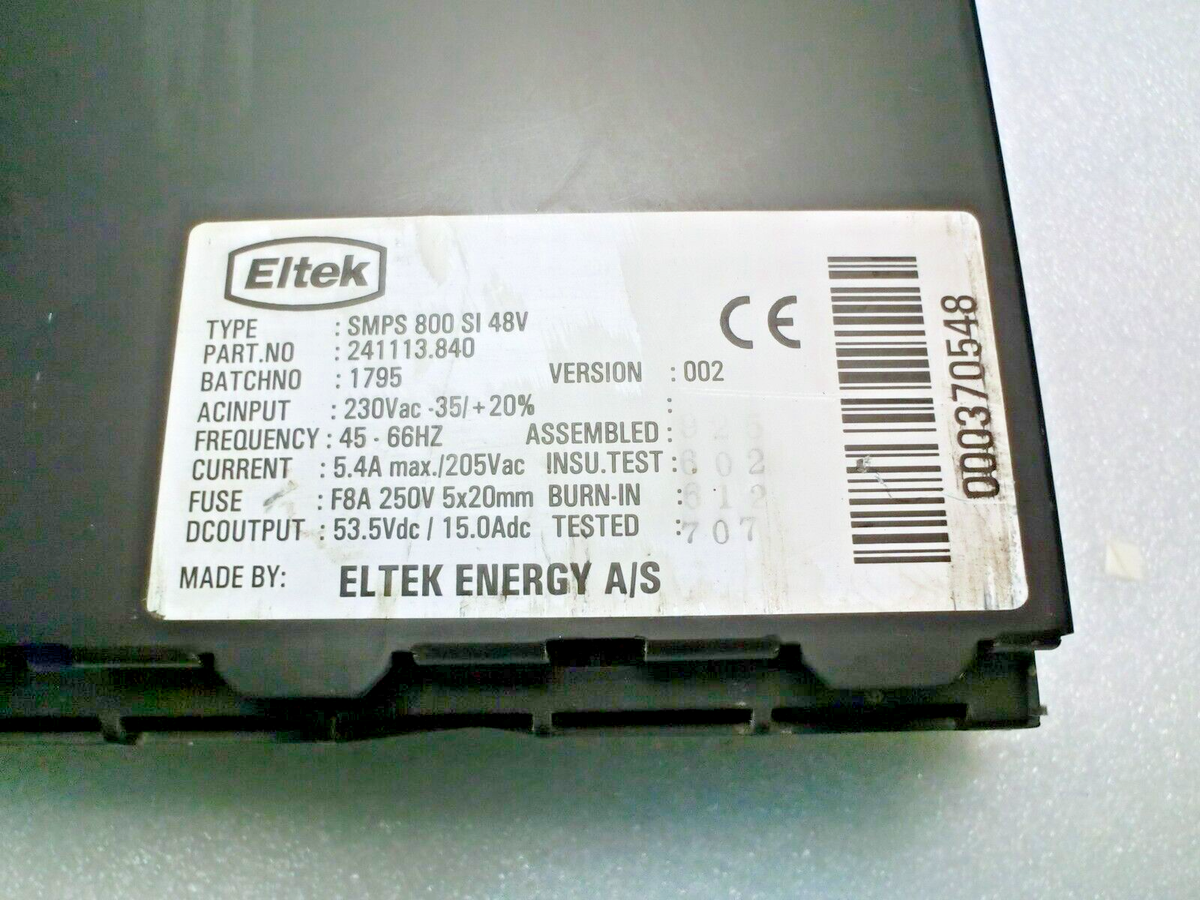 Eltek
TYPE : SMPS 800 SI 48V
PART.NO : 241113.840
BATCHNO : 1795 VERSION : 002
ACINPUT : 230Vac -35/+20% :
FREQUENCY : 45 - 66HZ ASSEMBLED :
CURRENT : 5.4A max./205Vac INSU.TEST : 602
FUSE : F8A 250V 5x20mm BURN-IN : 612
DCOUTPUT : 53.5Vdc / 15.0Adc TESTED : 707
MADE BY: ELTEK ENERGY A/S
CE
000370548